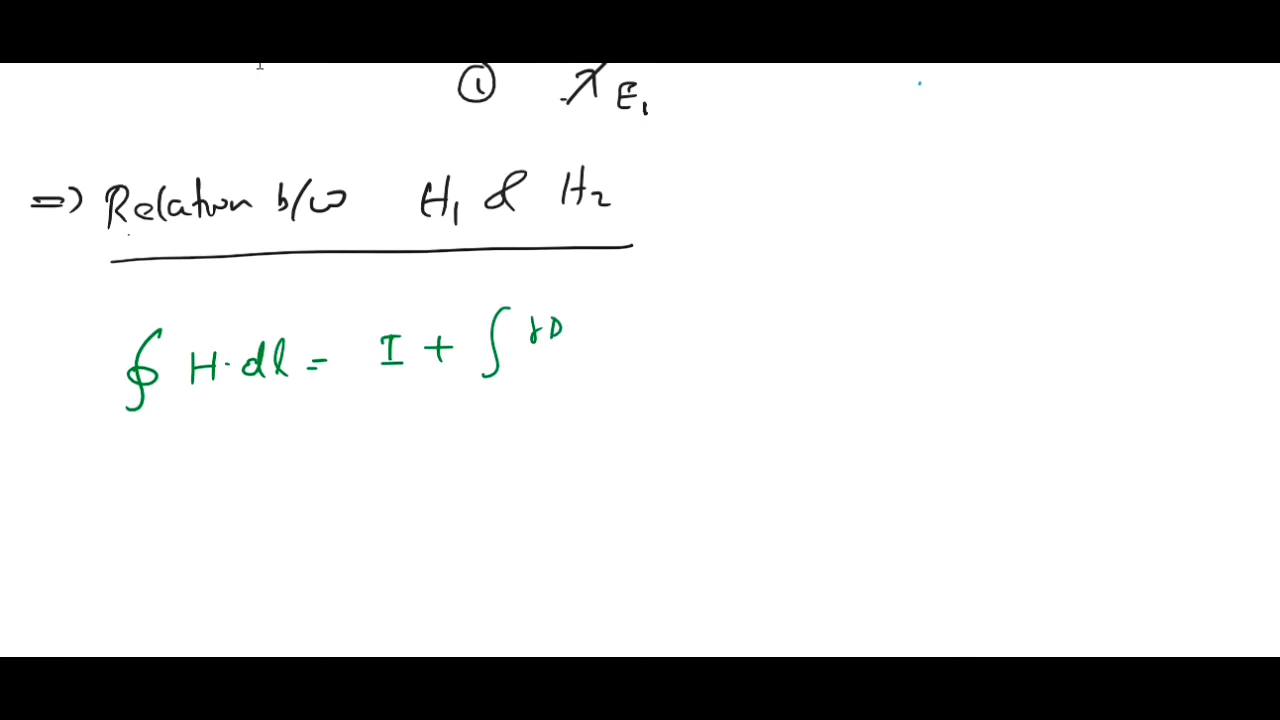 ① E₁
⇒ Relation b/w H₁ & H₂
∮ H·dl = I + ∫ ∂D